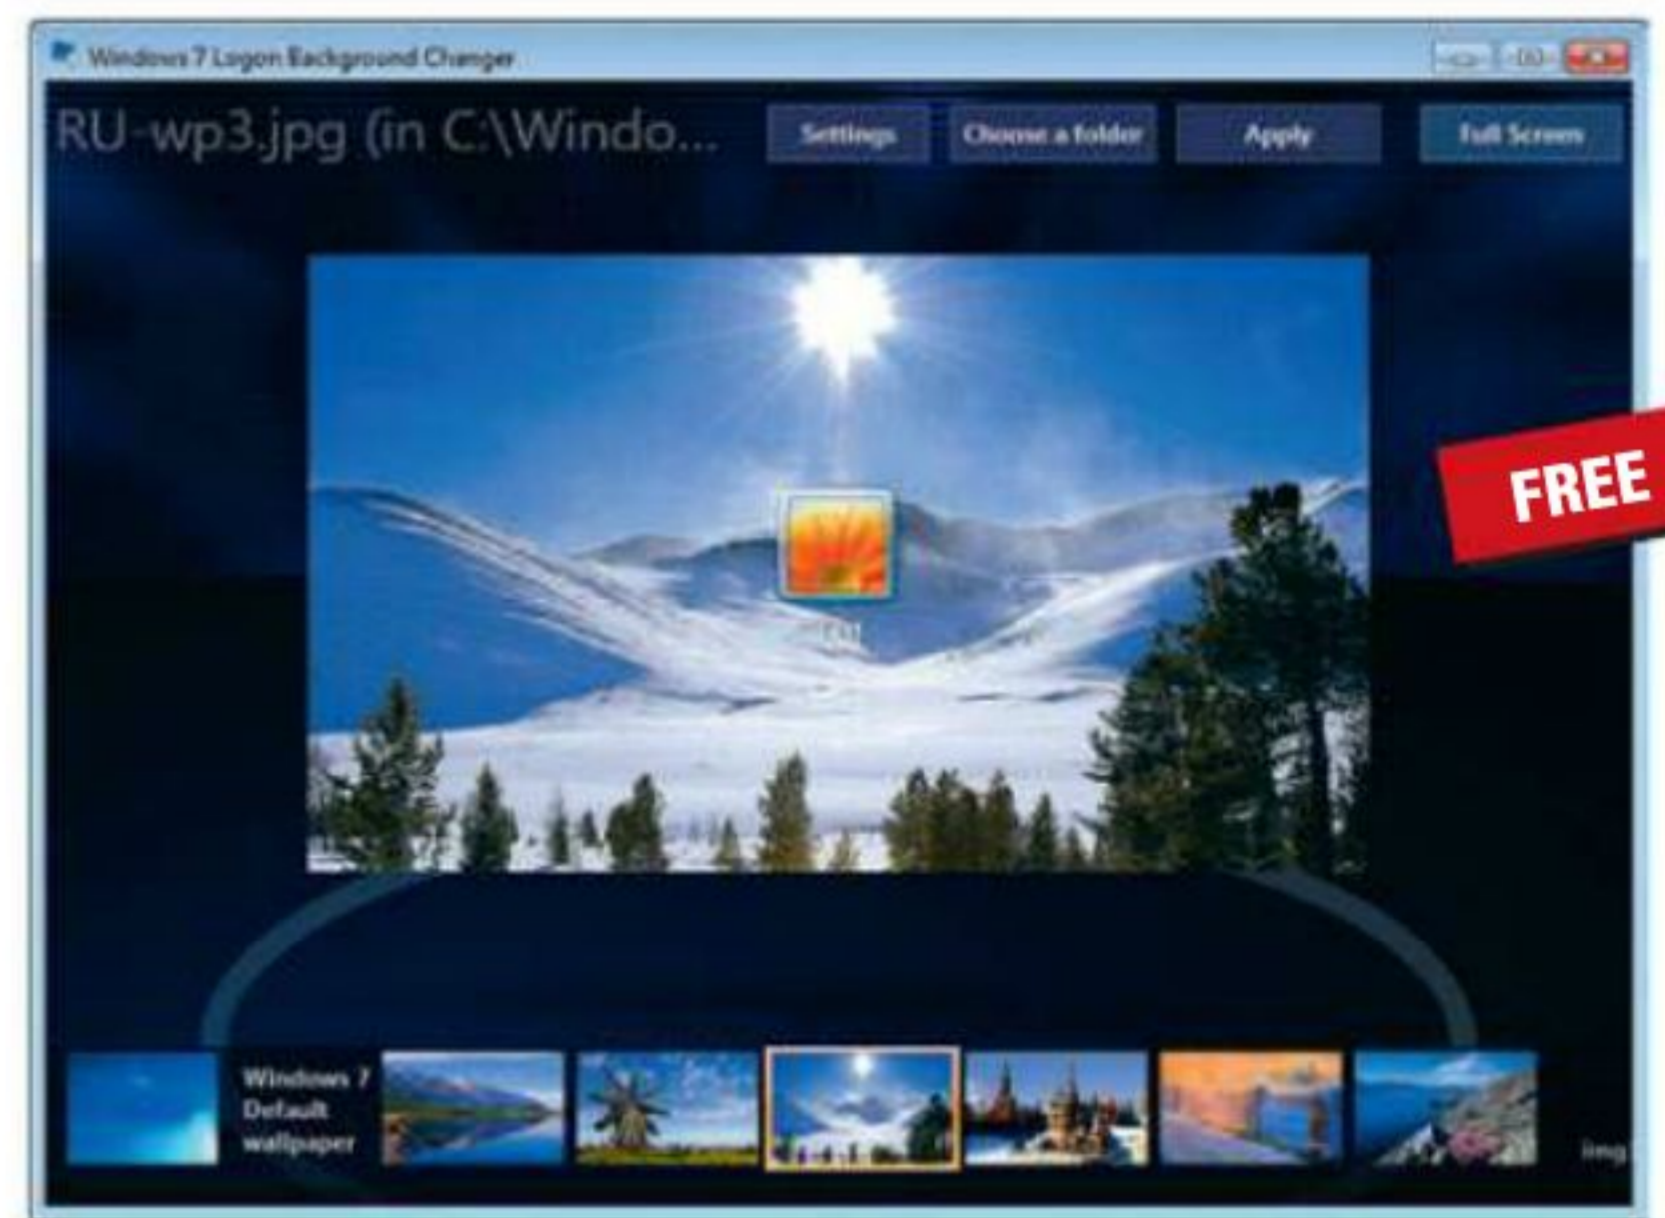 Windows 7 Logon Background Changer
RU-wp3.jpg (in C:\Windo...
Settings
Choose a folder
Apply
Full Screen
FREE
Windows 7
Default
wallpaper
img